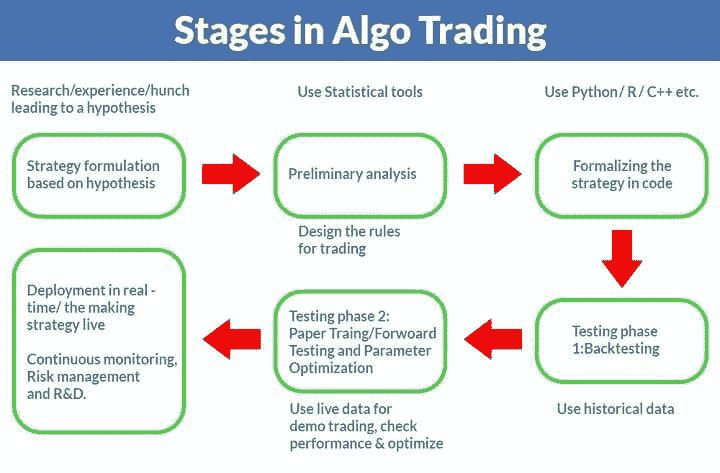 Stages in Algo Trading
Research/experience/hunch
leading to a hypothesis
Strategy formulation
based on hypothesis
Use Statistical tools
Preliminary analysis
Design the rules
for trading
Use Python/ R / C++ etc.
Formalizing the
strategy in code
Testing phase
1:Backtesting
Use historical data
Testing phase 2:
Paper Traing/Forwoard
Testing and Parameter
Optimization
Use live data for
demo trading, check
performance & optimize
Deployment in real -
time/ the making
strategy live
Continuous monitoring,
Risk management
and R&D.